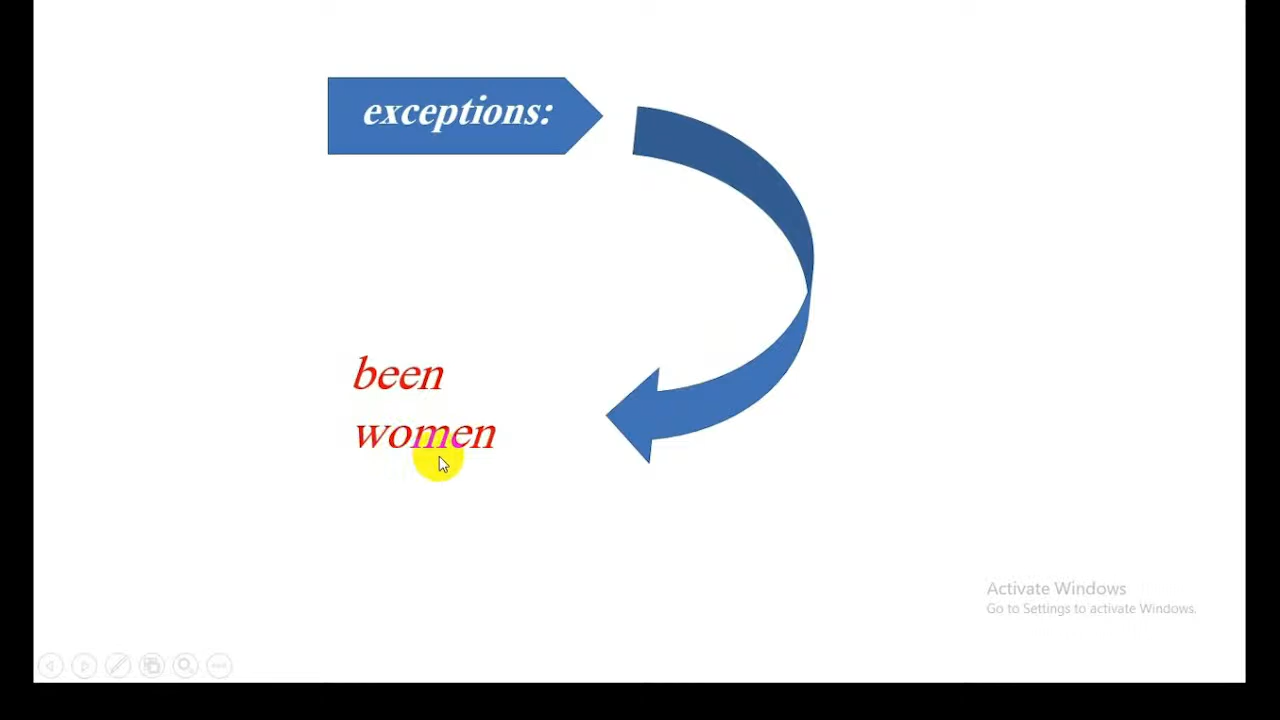 exceptions:
been
women
Activate Windows
Go to Settings to activate Windows.